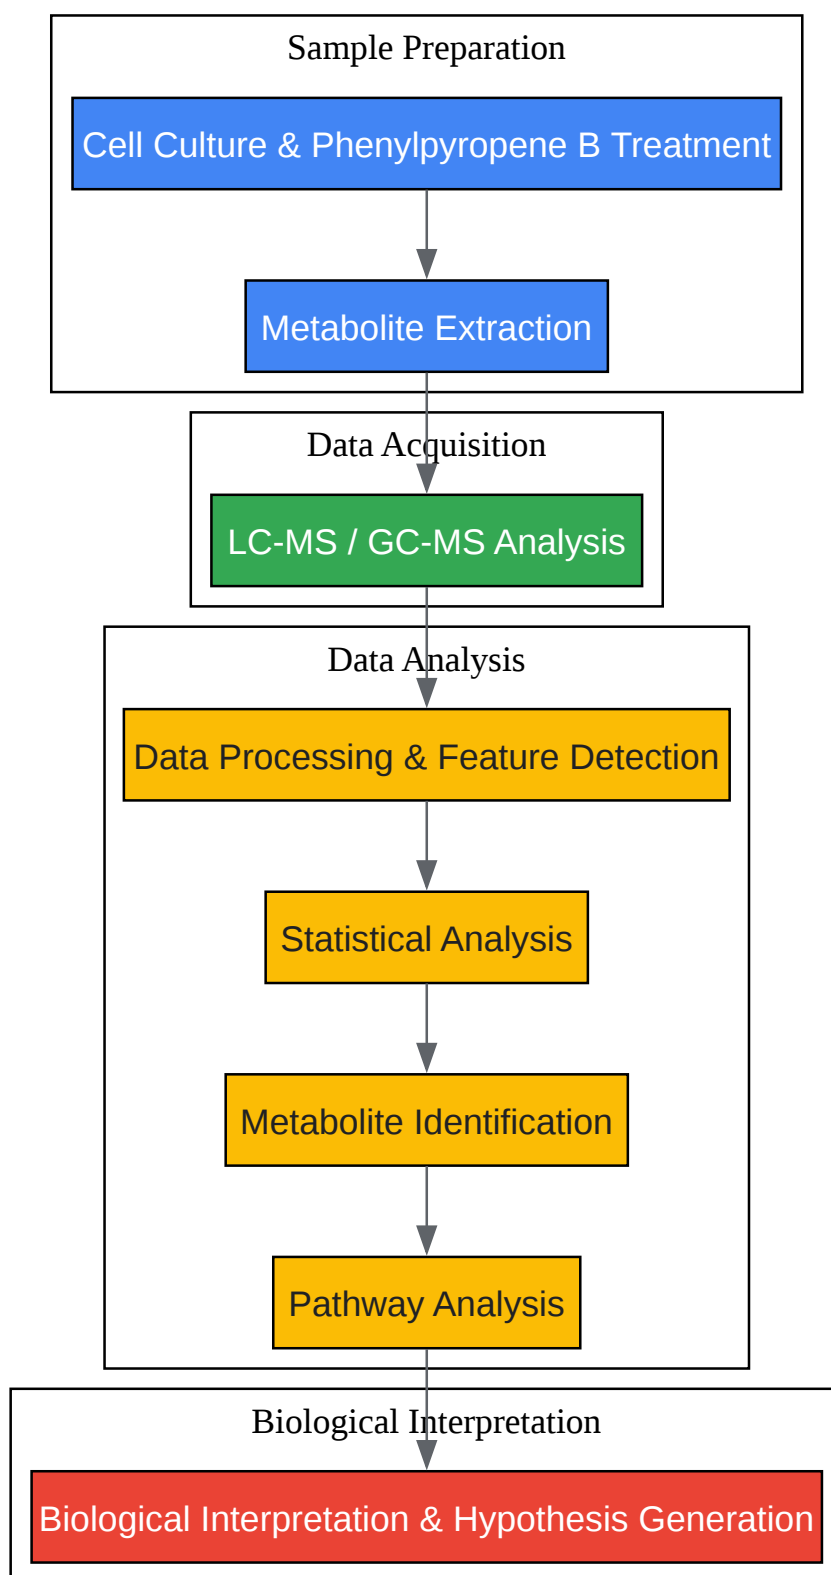 Sample Preparation
Cell Culture & Phenylpyropene B Treatment
Metabolite Extraction
Data Acquisition
LC-MS / GC-MS Analysis
Data Analysis
Data Processing & Feature Detection
Statistical Analysis
Metabolite Identification
Pathway Analysis
Biological Interpretation
Biological Interpretation & Hypothesis Generation